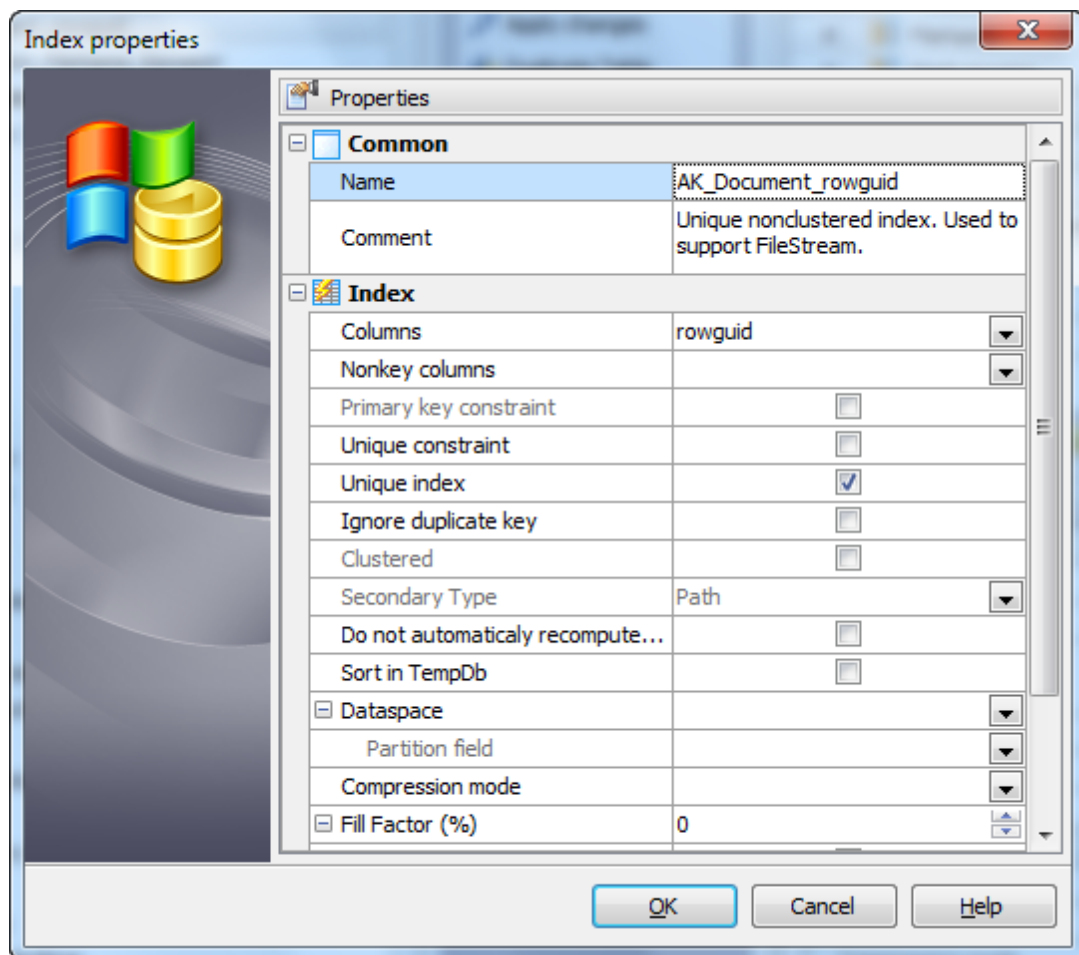 Index properties
Properties
Common
Name AK_Document_rowguid
Comment Unique nonclustered index. Used to
support FileStream.
Index
Columns rowguid
Nonkey columns
Primary key constraint
Unique constraint
Unique index
Ignore duplicate key
Clustered
Secondary Type Path
Do not automaticaly recompute...
Sort in TempDb
Dataspace
Partition field
Compression mode
Fill Factor (%) 0
OK Cancel Help